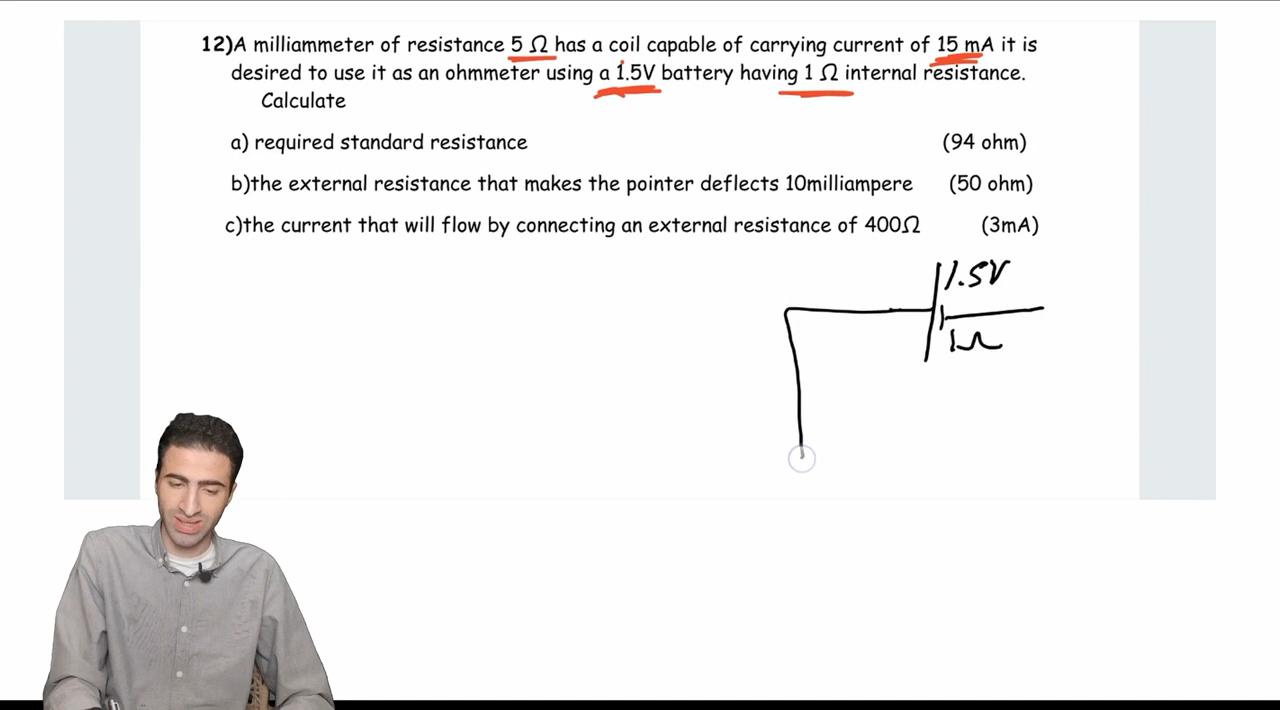 12)A milliammeter of resistance 5 Ω has a coil capable of carrying current of 15 mA it is
desired to use it as an ohmmeter using a 1.5V battery having 1 Ω internal resistance.
Calculate
a) required standard resistance (94 ohm)
b)the external resistance that makes the pointer deflects 10milliampere (50 ohm)
c)the current that will flow by connecting an external resistance of 400Ω (3mA)
1.5V
1Ω